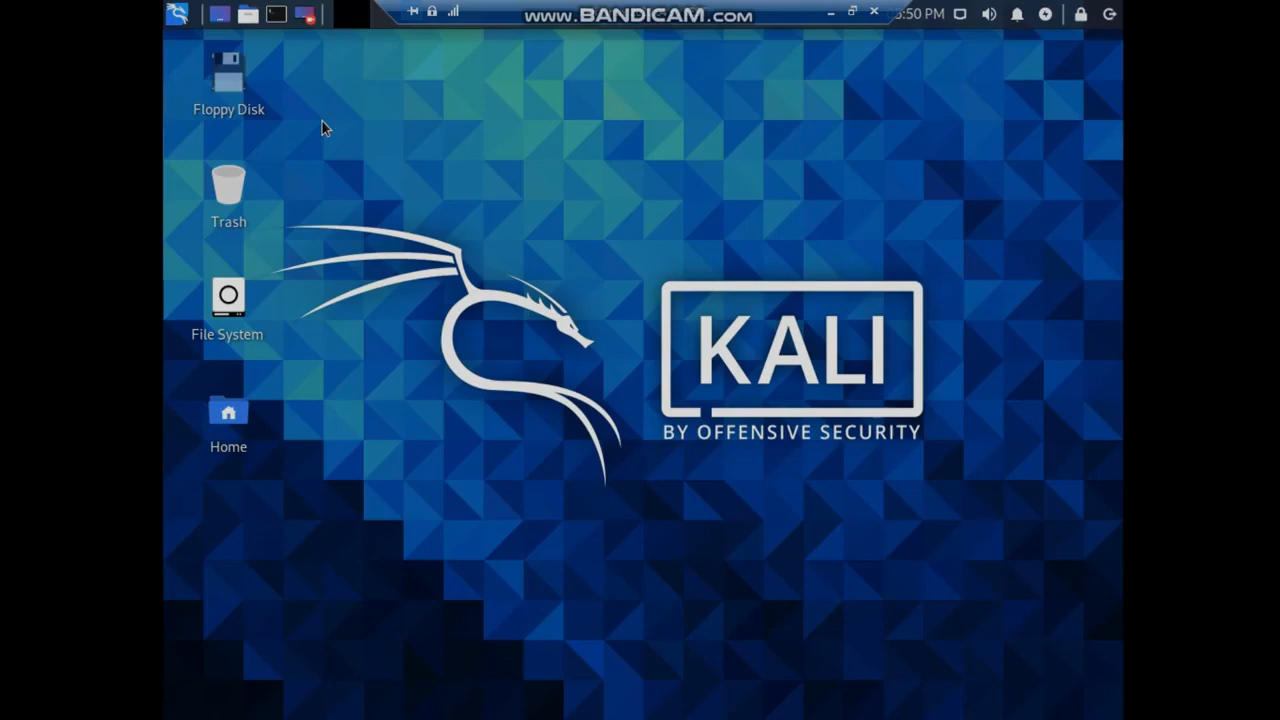 www.BANDICAM.com
5:50 PM
Floppy Disk
Trash
File System
Home
KALI
BY OFFENSIVE SECURITY